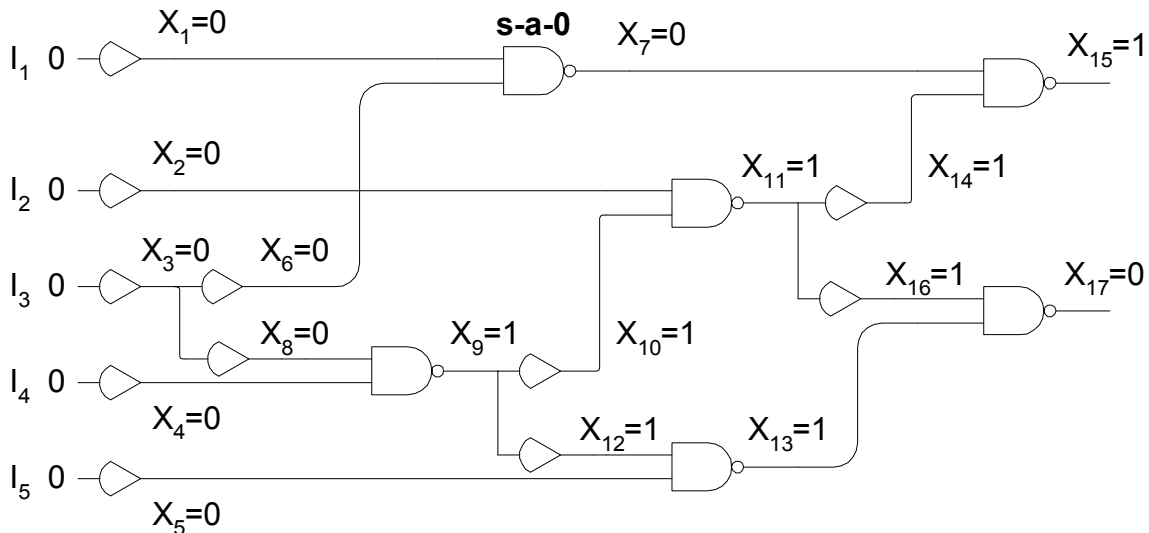 s-a-0
I₁ 0 X₁=0 X₇=0 X₁₅=1
I₂ 0 X₂=0 X₁₁=1 X₁₄=1
I₃ 0 X₃=0 X₆=0 X₁₆=1 X₁₇=0
X₈=0 X₉=1 X₁₀=1
I₄ 0 X₄=0
X₁₂=1 X₁₃=1
I₅ 0 X₅=0